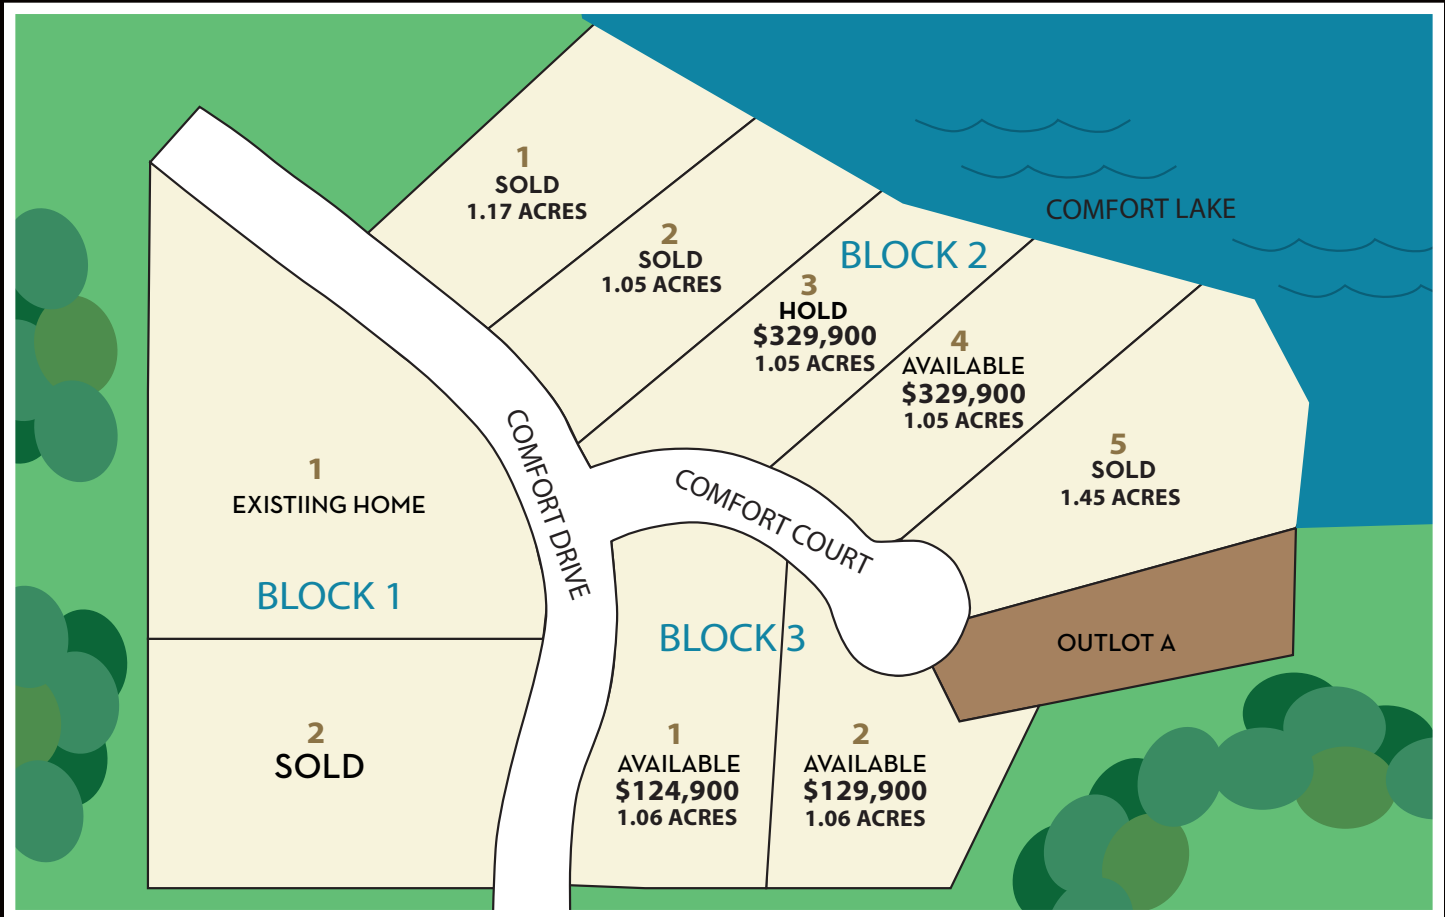 COMFORT LAKE
1
SOLD
1.17 ACRES
2
SOLD
1.05 ACRES
BLOCK 2
3
HOLD
$329,900
1.05 ACRES
4
AVAILABLE
$329,900
1.05 ACRES
5
SOLD
1.45 ACRES
COMFORT DRIVE
COMFORT COURT
1
EXISTIING HOME
BLOCK 1
2
SOLD
BLOCK 3
1
AVAILABLE
$124,900
1.06 ACRES
2
AVAILABLE
$129,900
1.06 ACRES
OUTLOT A